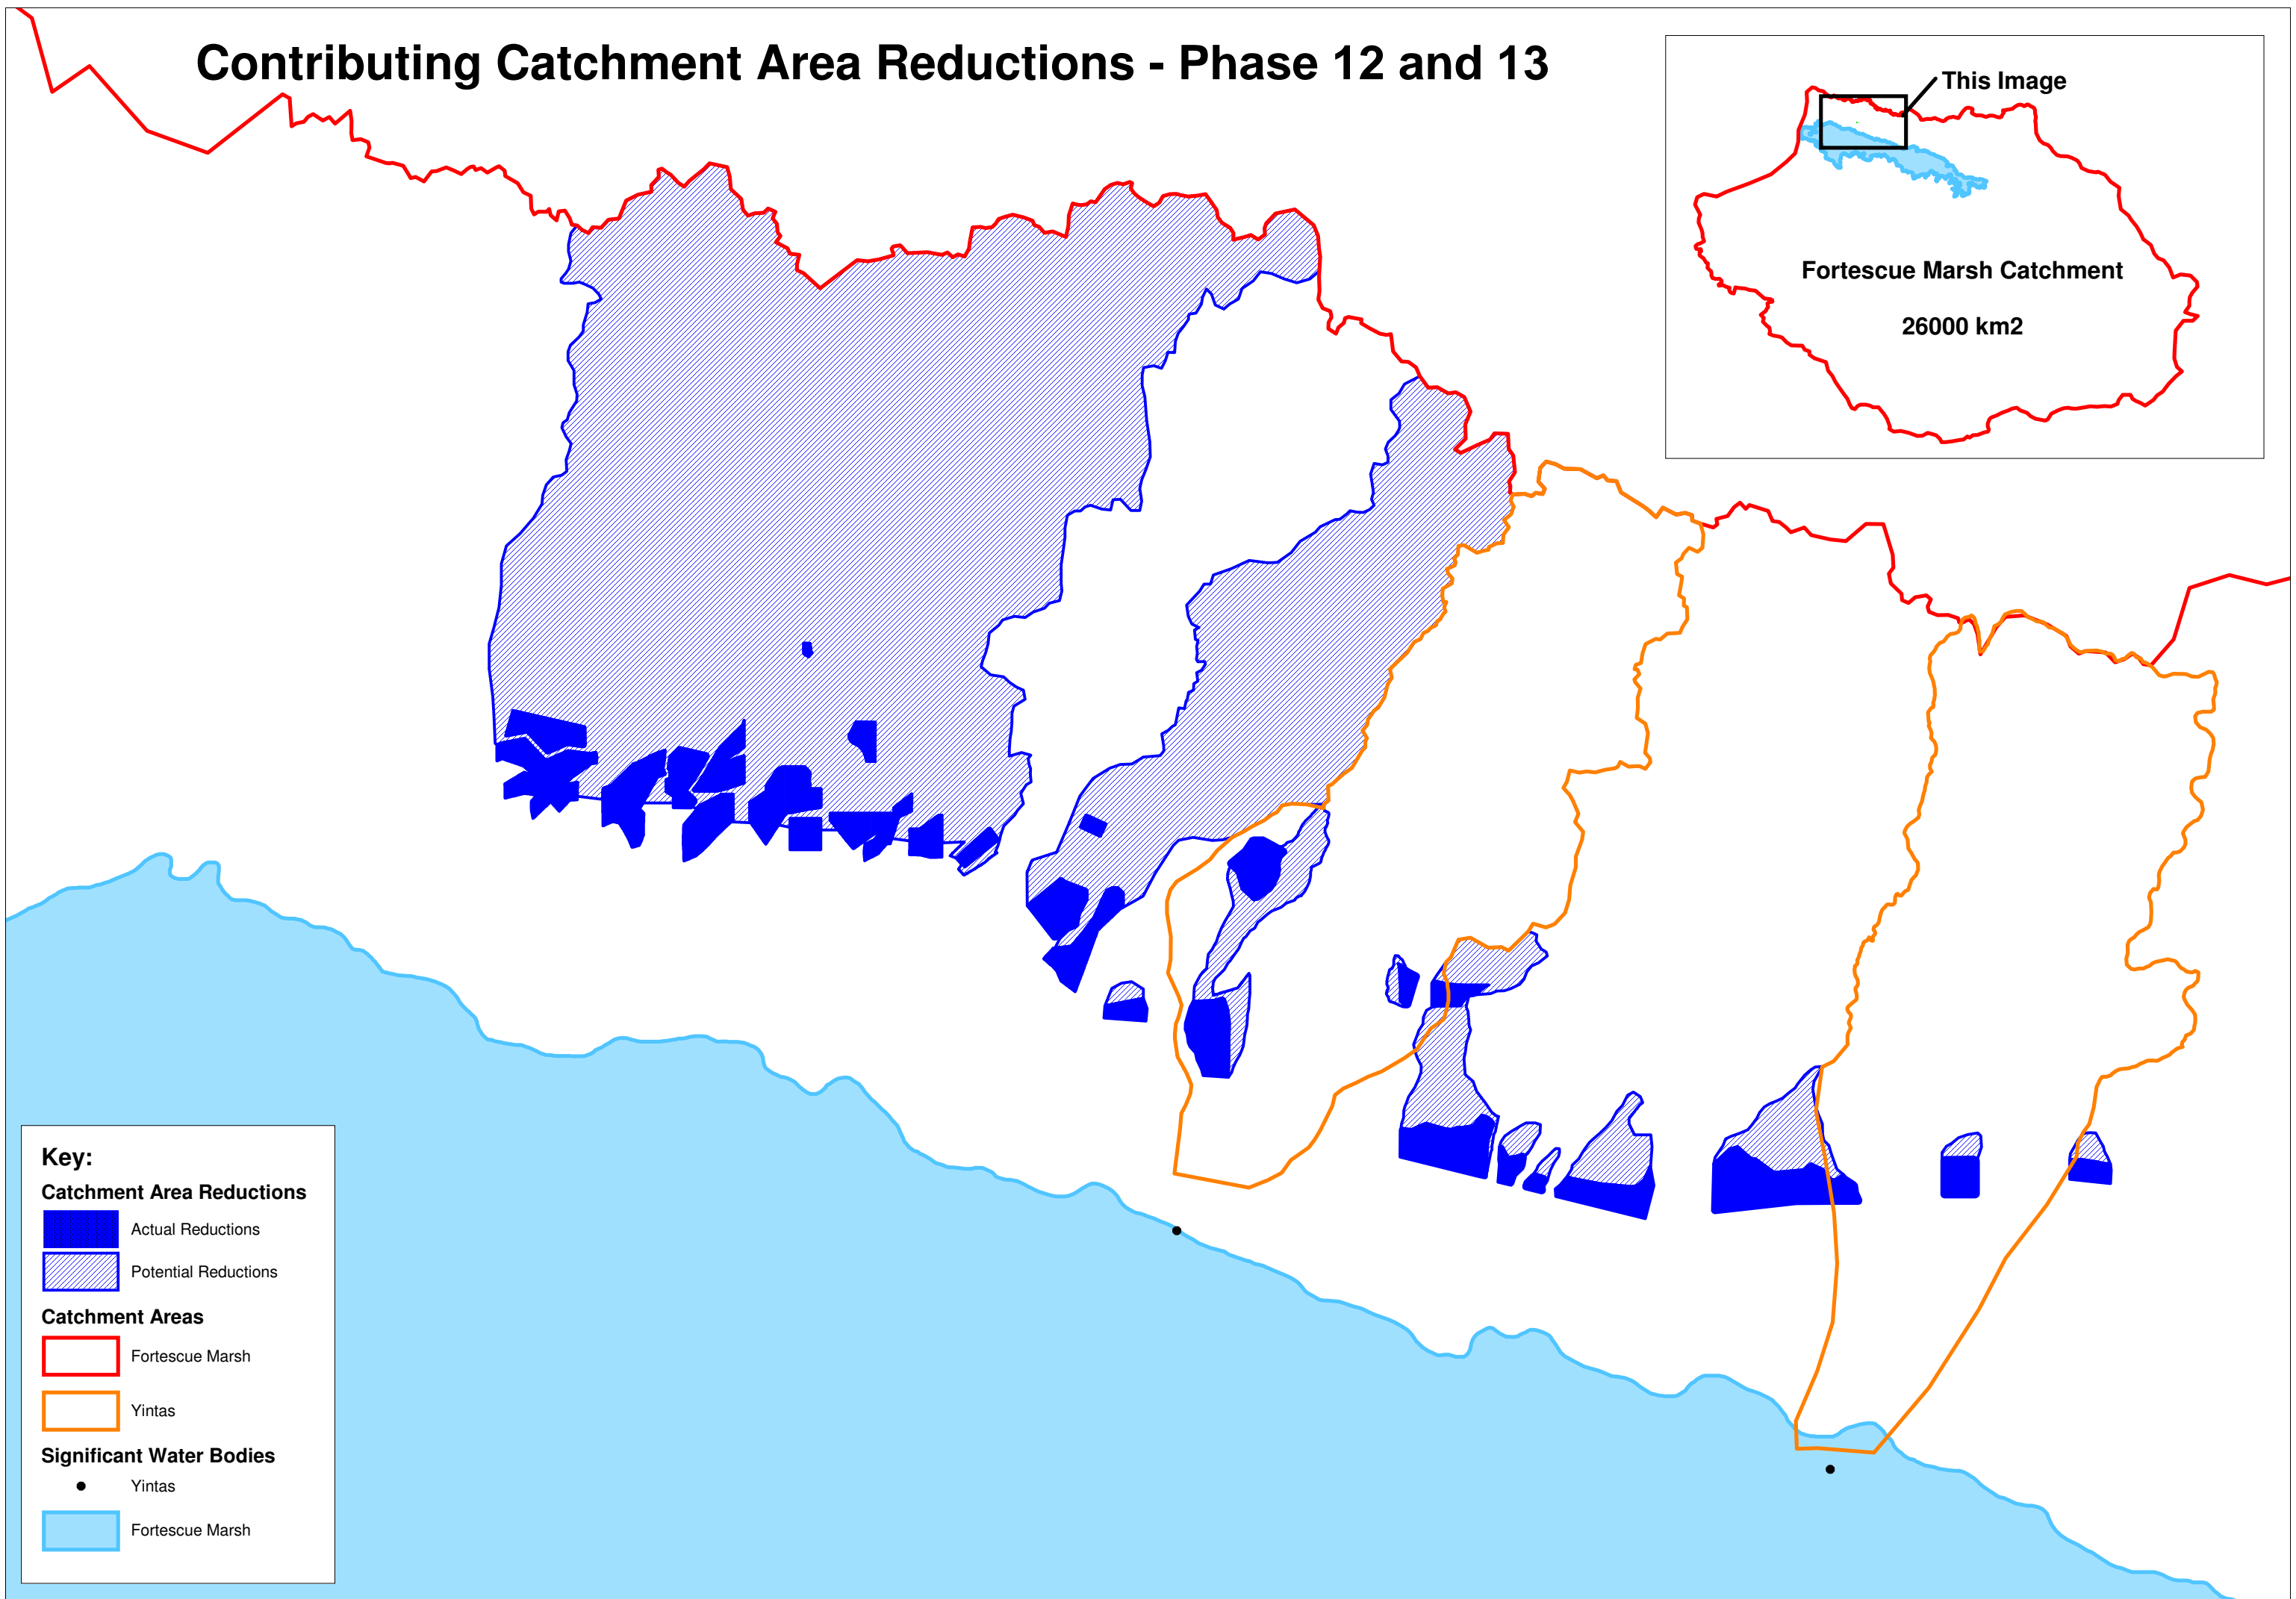 Contributing Catchment Area Reductions - Phase 12 and 13
This Image
Fortescue Marsh Catchment
26000 km2
Key:
Catchment Area Reductions
Actual Reductions
Potential Reductions
Catchment Areas
Fortescue Marsh
Yintas
Significant Water Bodies
Yintas
Fortescue Marsh